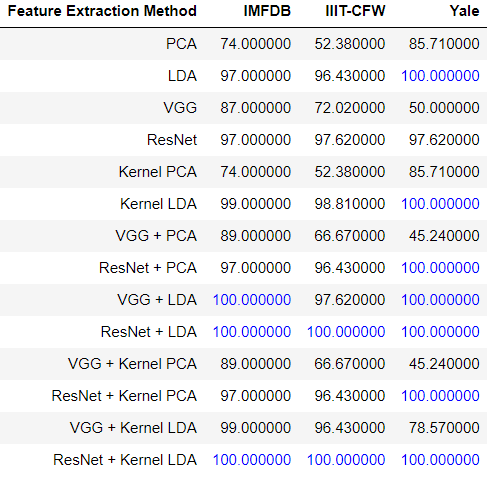 Feature Extraction Method IMFDB IIIT-CFW Yale
PCA 74.000000 52.380000 85.710000
LDA 97.000000 96.430000 100.000000
VGG 87.000000 72.020000 50.000000
ResNet 97.000000 97.620000 97.620000
Kernel PCA 74.000000 52.380000 85.710000
Kernel LDA 99.000000 98.810000 100.000000
VGG + PCA 89.000000 66.670000 45.240000
ResNet + PCA 97.000000 96.430000 100.000000
VGG + LDA 100.000000 97.620000 100.000000
ResNet + LDA 100.000000 100.000000 100.000000
VGG + Kernel PCA 89.000000 66.670000 45.240000
ResNet + Kernel PCA 97.000000 96.430000 100.000000
VGG + Kernel LDA 99.000000 96.430000 78.570000
ResNet + Kernel LDA 100.000000 100.000000 100.000000